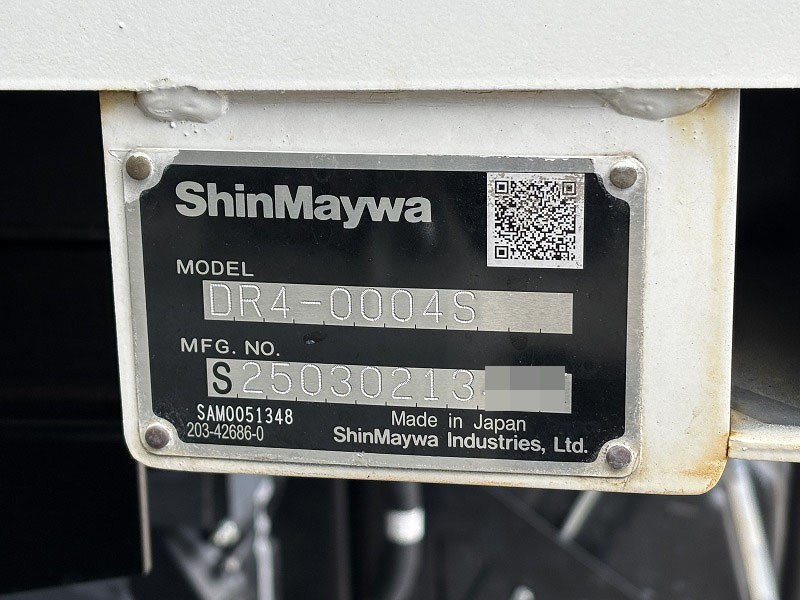 ShinMaywa
MODEL
DR4-0004S
MFG. NO.
S25030213
SAM0051348
203-42686-0
Made in Japan
ShinMaywa Industries, Ltd.